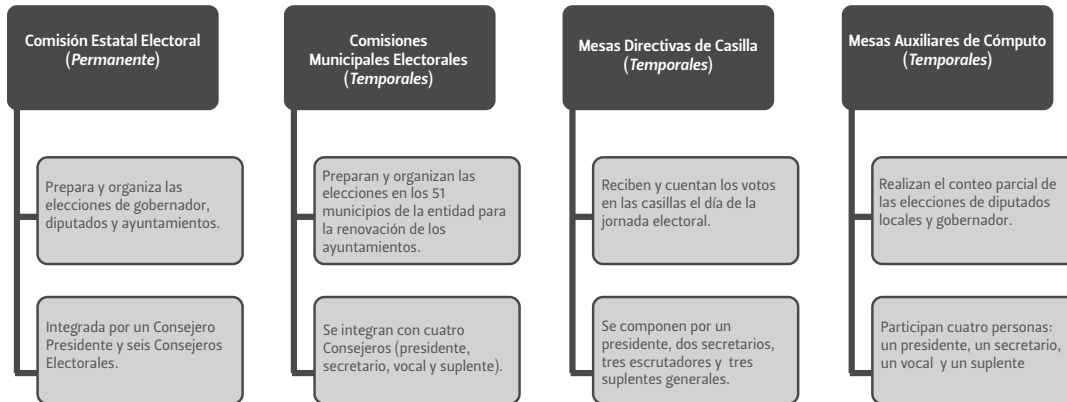 Comisión Estatal Electoral
(Permanente)
Prepara y organiza las
elecciones de gobernador,
diputados y ayuntamientos.
Integrada por un Consejero
Presidente y seis Consejeros
Electorales.
Comisiones
Municipales Electorales
(Temporales)
Preparan y organizan las
elecciones en los 51
municipios de la entidad para
la renovación de los
ayuntamientos.
Se integran con cuatro
Consejeros (presidente,
secretario, vocal y suplente).
Mesas Directivas de Casilla
(Temporales)
Reciben y cuentan los votos
en las casillas el día de la
jornada electoral.
Se componen por un
presidente, dos secretarios,
tres escrutadores y tres
suplentes generales.
Mesas Auxiliares de Cómputo
(Temporales)
Realizan el conteo parcial de
las elecciones de diputados
locales y gobernador.
Participan cuatro personas:
un presidente, un secretario,
un vocal y un suplente